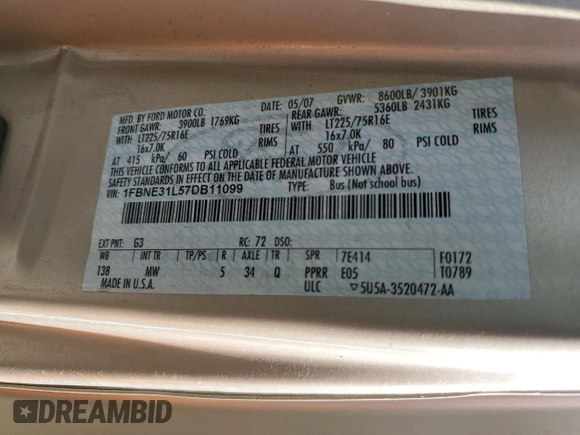 MFD. BY FORD MOTOR CO. DATE: 05/07 GVWR: 8600LB/ 3901KG
FRONT GAWR: 3900LB 1769KG REAR GAWR: 5360LB 2431KG
WITH LT225/75R16E TIRES WITH LT225/75R16E TIRES
16x7.0K RIMS 16x7.0K RIMS
AT 415 kPa/ 60 PSI COLD AT 550 kPa/ 80 PSI COLD
THIS VEHICLE CONFORMS TO ALL APPLICABLE FEDERAL MOTOR VEHICLE
SAFETY STANDARDS IN EFFECT ON THE DATE OF MANUFACTURE SHOWN ABOVE
VIN: 1FBNE31L57DB11099 TYPE: Bus (Not school bus)
EXT PNT: G3 RC: 72 DSO:
WB INT TR TP/PS R AXLE TR SPR 7E414 F0172
138 MW 5 34 Q PPRR E05 T0789
MADE IN U.S.A. ULC ▽5U5A-3520472-AA
DREAMBID